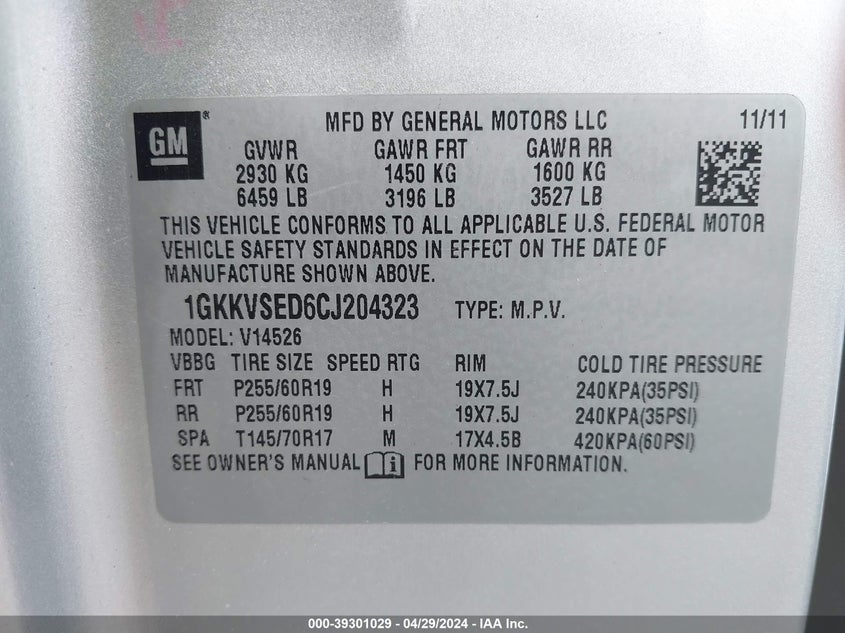 GM ® MFD BY GENERAL MOTORS LLC 11/11
GVWR GAWR FRT GAWR RR
2930 KG 1450 KG 1600 KG
6459 LB 3196 LB 3527 LB
THIS VEHICLE CONFORMS TO ALL APPLICABLE U.S. FEDERAL MOTOR
VEHICLE SAFETY STANDARDS IN EFFECT ON THE DATE OF
MANUFACTURE SHOWN ABOVE.
1GKKVSED6CJ204323 TYPE: M.P.V.
MODEL: V14526
VBBG TIRE SIZE SPEED RTG RIM COLD TIRE PRESSURE
FRT P255/60R19 H 19X7.5J 240KPA(35PSI)
RR P255/60R19 H 19X7.5J 240KPA(35PSI)
SPA T145/70R17 M 17X4.5B 420KPA(60PSI)
SEE OWNER'S MANUAL i FOR MORE INFORMATION.
000-39301029 - 04/29/2024 - IAA Inc.